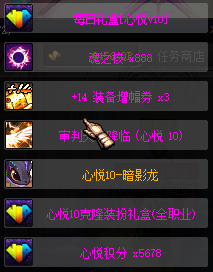 每日礼盒[心悦V10]
魂之核 x888
任务商店
+14 装备增幅券 x3
审判 临 (心悦 10)
心悦10-暗影龙
心悦10克隆装扮礼盒(全职业)
心悦积分 x5678